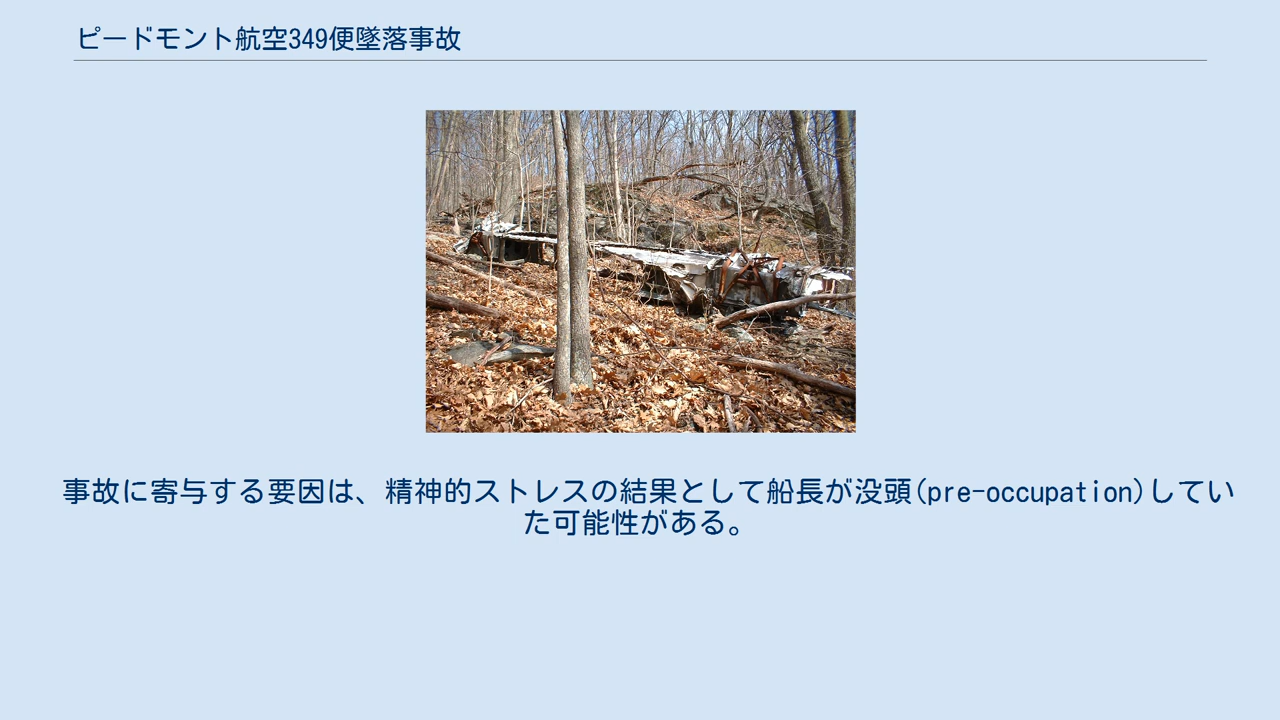 ピードモント航空349便墜落事故
事故に寄与する要因は、精神的ストレスの結果として船長が没頭(pre-occupation)してい
た可能性がある。